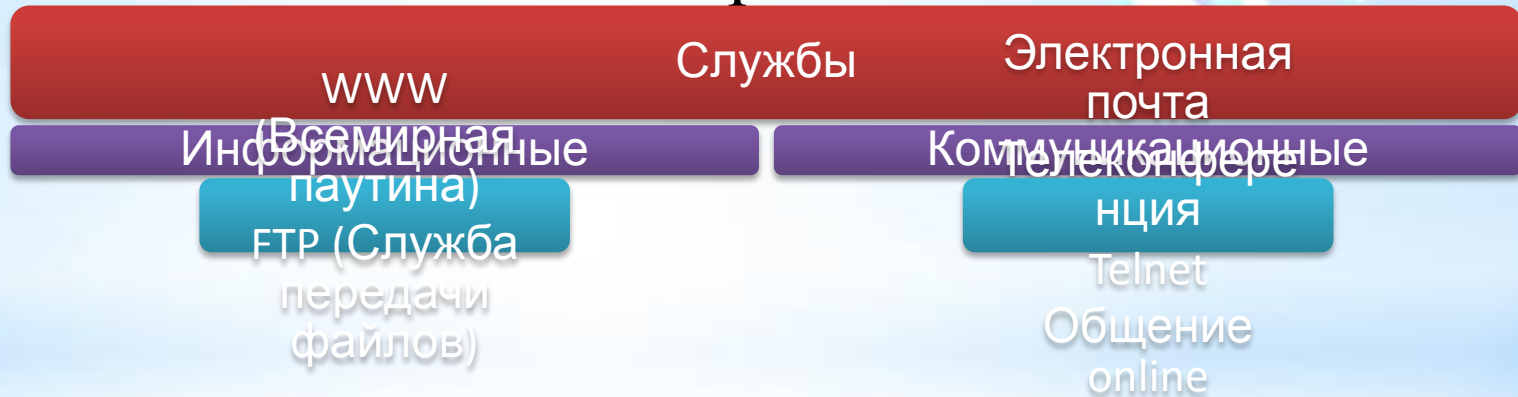 Службы
Информационные
WWW
(Всемирная
паутина)
FTP (Служба
передачи
файлов)
Коммуникационные
Электронная
почта
Телеконфере
нция
Telnet
Общение
online